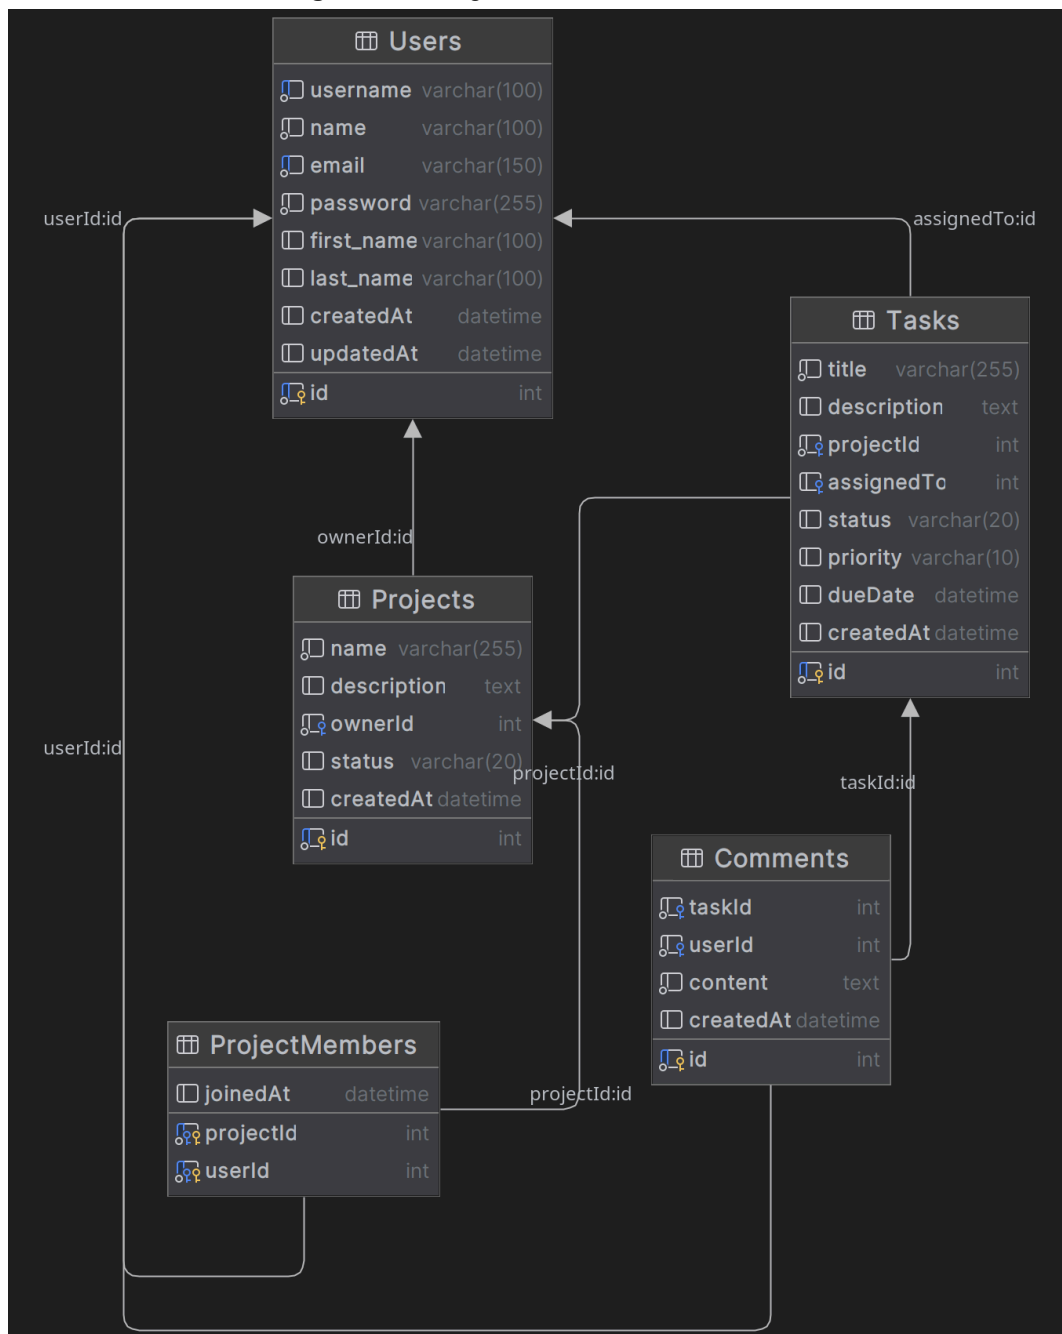 Users
username varchar(100)
name varchar(100)
email varchar(150)
password varchar(255)
first_name varchar(100)
last_name varchar(100)
createdAt datetime
updatedAt datetime
id int
userId:id
assignedTo:id
Tasks
title varchar(255)
description text
projectId int
assignedTo int
status varchar(20)
priority varchar(10)
dueDate datetime
createdAt datetime
id int
ownerId:id
Projects
name varchar(255)
description text
ownerId int
status varchar(20)
createdAt datetime
id int
userId:id
projectId:id
taskId:id
Comments
taskId int
userId int
content text
createdAt datetime
id int
ProjectMembers
joinedAt datetime
projectId int
userId int
projectId:id